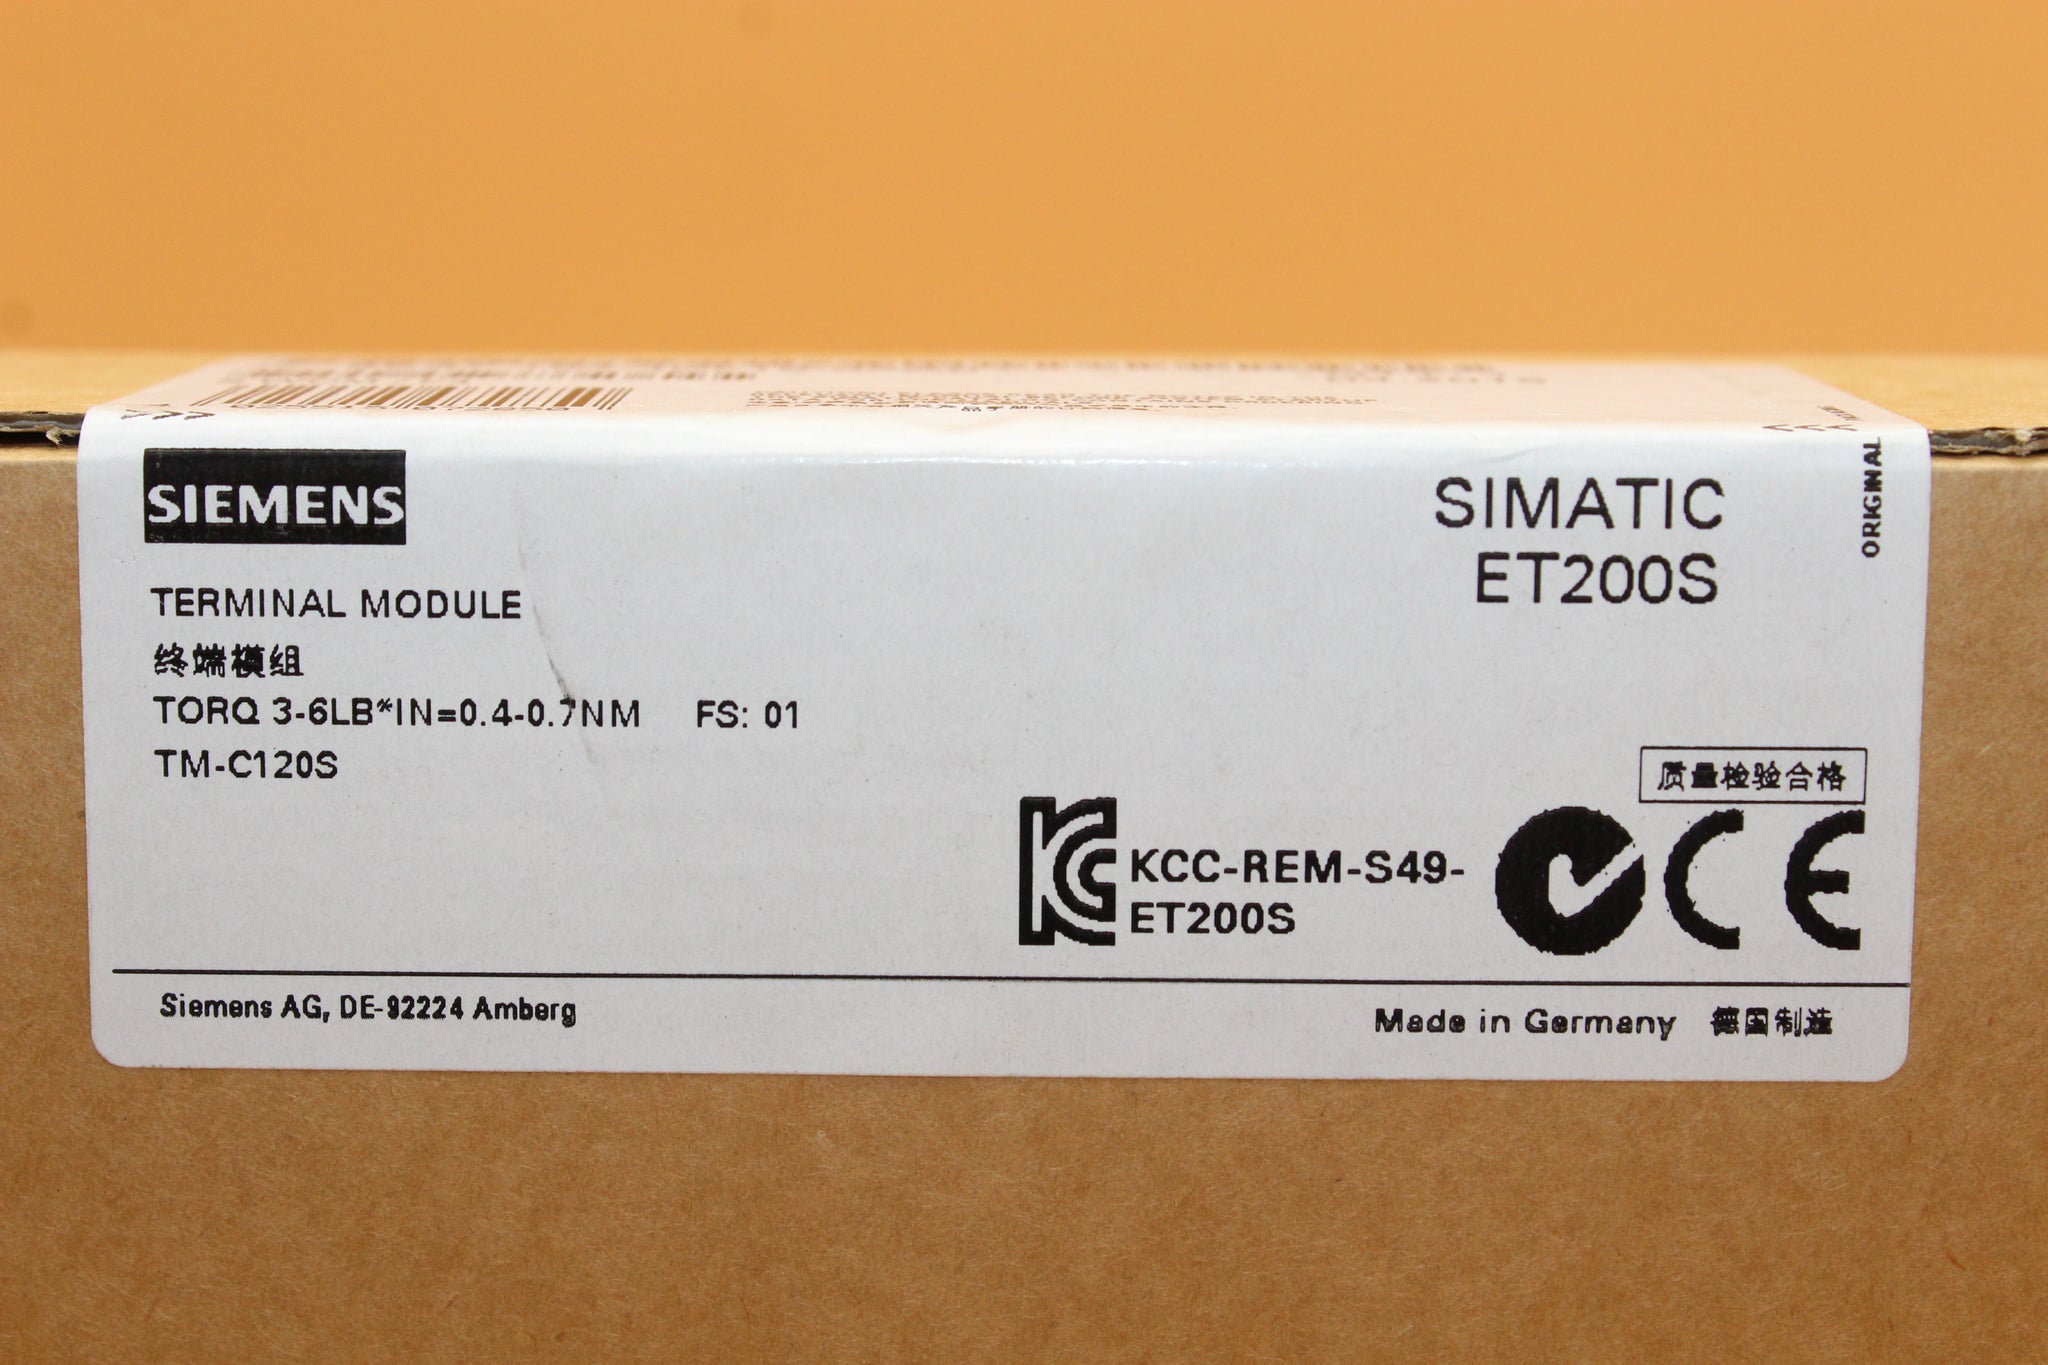 SIEMENS
SIMATIC
ET200S
ORIGINAL
TERMINAL MODULE
终端模组
TORQ 3-6LB*IN=0.4-0.7NM FS: 01
TM-C120S
质量检验合格
KCC-REM-S49-
ET200S
CE
Siemens AG, DE-92224 Amberg
Made in Germany 德国制造